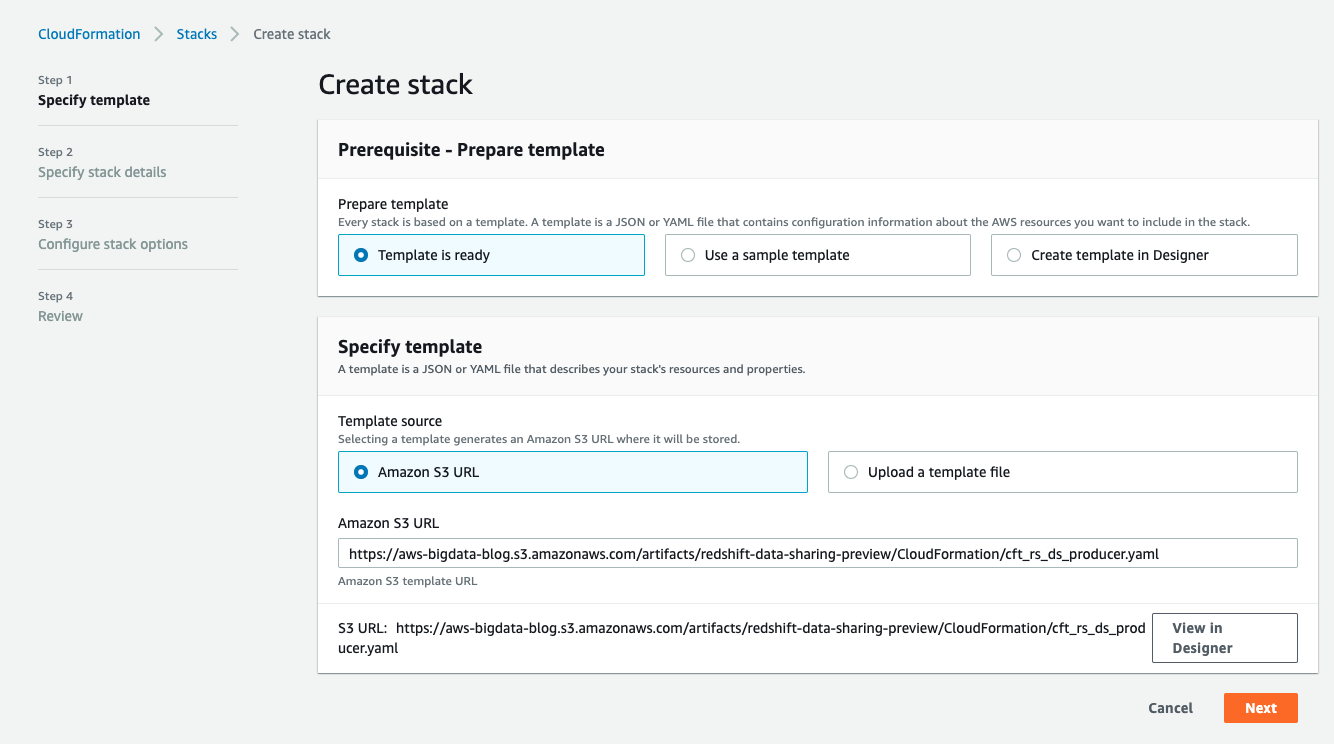 CloudFormation > Stacks > Create stack
Step 1
Specify template
Step 2
Specify stack details
Step 3
Configure stack options
Step 4
Review
Create stack
Prerequisite - Prepare template
Prepare template
Every stack is based on a template. A template is a JSON or YAML file that contains configuration information about the AWS resources you want to include in the stack.
Template is ready
Use a sample template
Create template in Designer
Specify template
A template is a JSON or YAML file that describes your stack's resources and properties.
Template source
Selecting a template generates an Amazon S3 URL where it will be stored.
Amazon S3 URL
Upload a template file
Amazon S3 URL
https://aws-bigdata-blog.s3.amazonaws.com/artifacts/redshift-data-sharing-preview/CloudFormation/cft_rs_ds_producer.yaml
Amazon S3 template URL
S3 URL: https://aws-bigdata-blog.s3.amazonaws.com/artifacts/redshift-data-sharing-preview/CloudFormation/cft_rs_ds_prod
ucer.yaml
View in
Designer
Cancel
Next